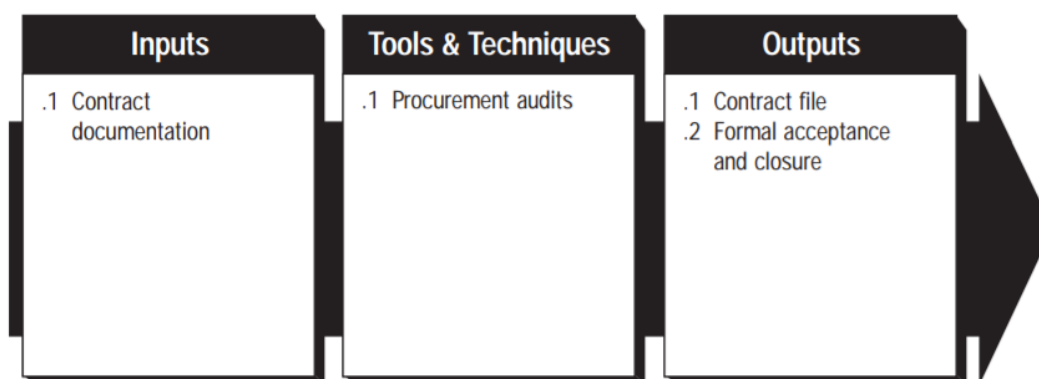 Inputs
.1 Contract
documentation
Tools & Techniques
.1 Procurement audits
Outputs
.1 Contract file
.2 Formal acceptance
and closure